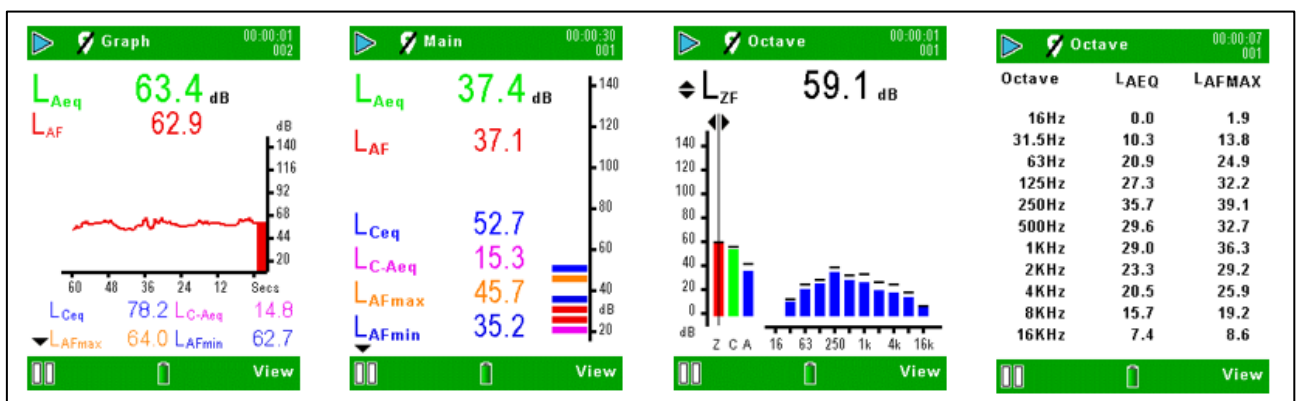 Graph 00:00:01
002
LAeq 63.4 dB
LAF 62.9
dB
140
116
92
68
44
20
60 48 36 24 12 Secs
LCeq 78.2 LC-Aeq 14.8
LAFmax 64.0 LAFmin 62.7
View
Main 00:00:30
001
LAeq 37.4 dB
LAF 37.1
LCeq 52.7
LC-Aeq 15.3
LAFmax 45.7
LAFmin 35.2
140
120
100
80
60
40
dB
20
View
Octave 00:00:01
001
LZF 59.1 dB
140
120
100
80
60
40
20
0
dB
Z C A 16 63 250 1k 4k 16k
View
Octave 00:00:07
001
Octave LAEQ LAFMAX
16Hz 0.0 1.9
31.5Hz 10.3 13.8
63Hz 20.9 24.9
125Hz 27.3 32.2
250Hz 35.7 39.1
500Hz 29.6 32.7
1KHz 29.0 36.3
2KHz 23.3 29.2
4KHz 20.5 25.9
8KHz 15.7 19.2
16KHz 7.4 8.6
View